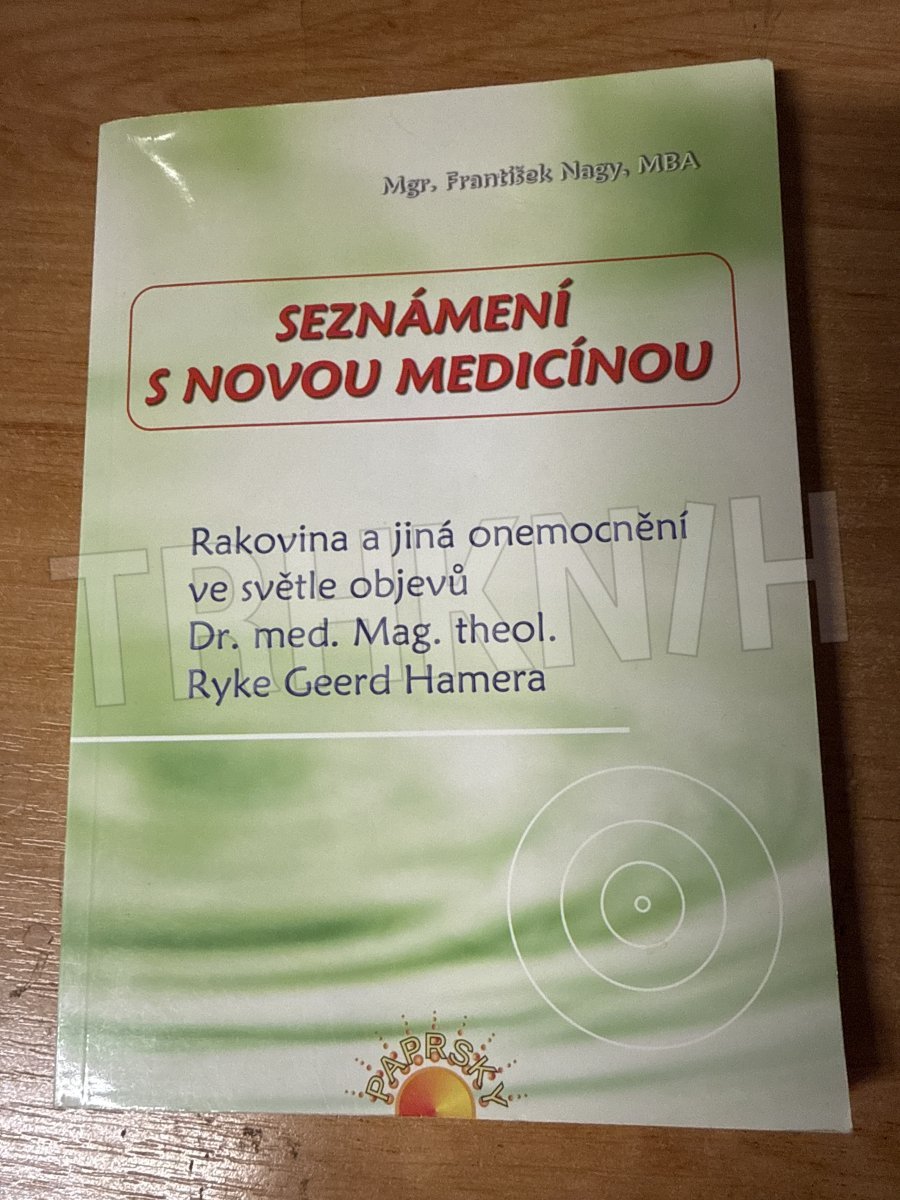 Mgr. František Nagy, MBA
SEZNÁMENÍ
S NOVOU MEDICÍNOU
Rakovina a jiná onemocnění
ve světle objevů
Dr. med. Mag. theol.
Ryke Geerd Hamera
TRHKNIH
PAPRSKY